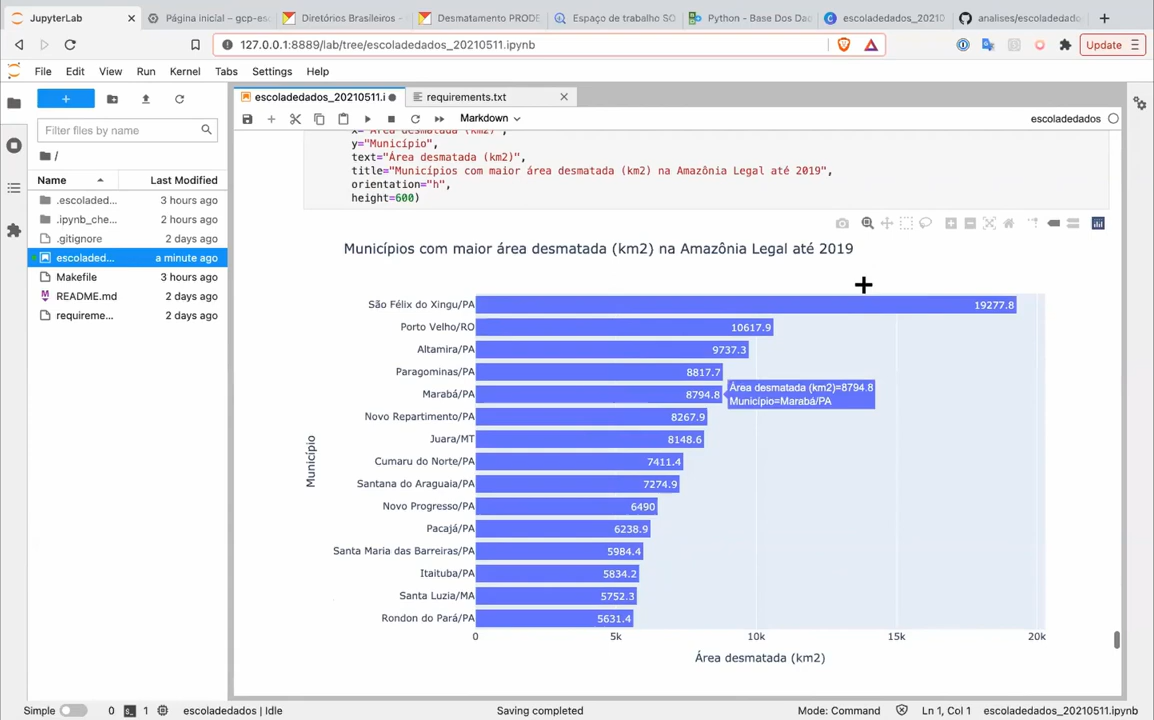 JupyterLab
Página inicial – gcp-es
Diretórios Brasileiros -
Desmatamento PRODE
Espaço de trabalho SQ
Python - Base Dos Da
escoladedados_20210
analises/escoladedado
127.0.0.1:8889/lab/tree/escoladedados_20210511.ipynb
Update
File Edit View Run Kernel Tabs Settings Help
escoladedados_20210511.i
requirements.txt
Filter files by name
Markdown
escoladedados
/
Name
Last Modified
.escoladed... 3 hours ago
.ipynb_che... 2 hours ago
.gitignore 2 days ago
escoladed... a minute ago
Makefile 3 hours ago
README.md 2 days ago
requireme... 2 days ago
x="Área desmatada (km2)",
y="Município",
text="Área desmatada (km2)",
title="Municípios com maior área desmatada (km2) na Amazônia Legal até 2019",
orientation="h",
height=600)
Municípios com maior área desmatada (km2) na Amazônia Legal até 2019
São Félix do Xingu/PA 19277.8
Porto Velho/RO 10617.9
Altamira/PA 9737.3
Paragominas/PA 8817.7
Marabá/PA 8794.8
Área desmatada (km2)=8794.8
Município=Marabá/PA
Novo Repartimento/PA 8267.9
Juara/MT 8148.6
Cumaru do Norte/PA 7411.4
Santana do Araguaia/PA 7274.9
Novo Progresso/PA 6490
Pacajá/PA 6238.9
Santa Maria das Barreiras/PA 5984.4
Itaituba/PA 5834.2
Santa Luzia/MA 5752.3
Rondon do Pará/PA 5631.4
Município
0 5k 10k 15k 20k
Área desmatada (km2)
Simple 0 1 escoladedados | Idle Saving completed Mode: Command Ln 1, Col 1 escoladedados_20210511.ipynb